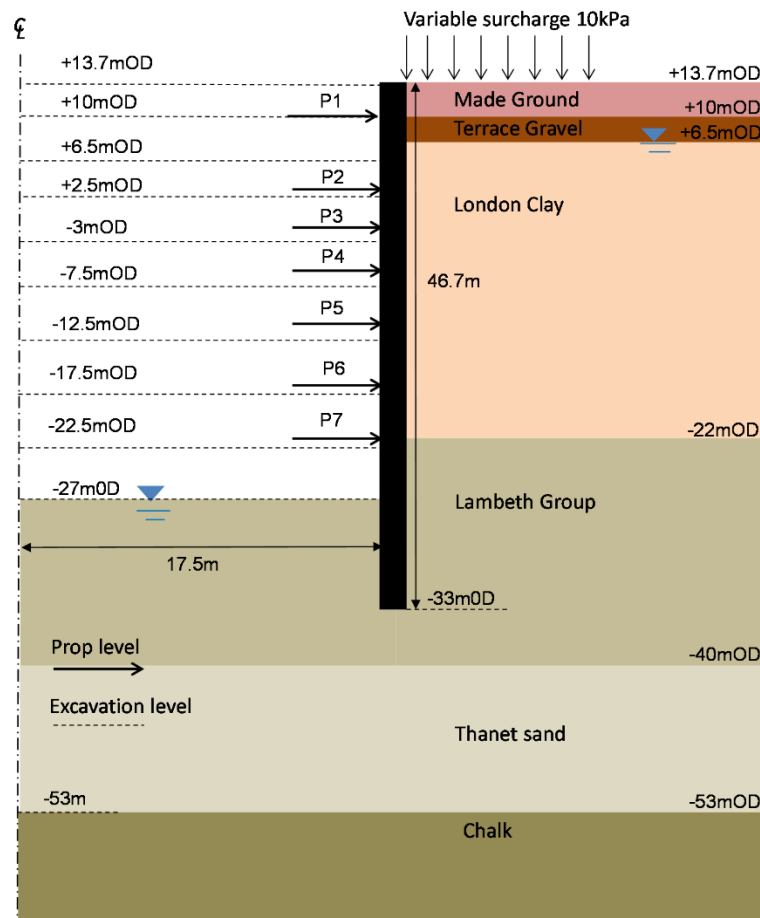 Variable surcharge 10kPa
℄
+13.7mOD
+13.7mOD
+10mOD
P1
Made Ground
+10mOD
Terrace Gravel
+6.5mOD
+6.5mOD
+2.5mOD
P2
London Clay
-3mOD
P3
-7.5mOD
P4
46.7m
-12.5mOD
P5
-17.5mOD
P6
-22.5mOD
P7
-22mOD
-27m0D
Lambeth Group
17.5m
-33m0D
Prop level
-40mOD
Excavation level
Thanet sand
-53m
-53mOD
Chalk